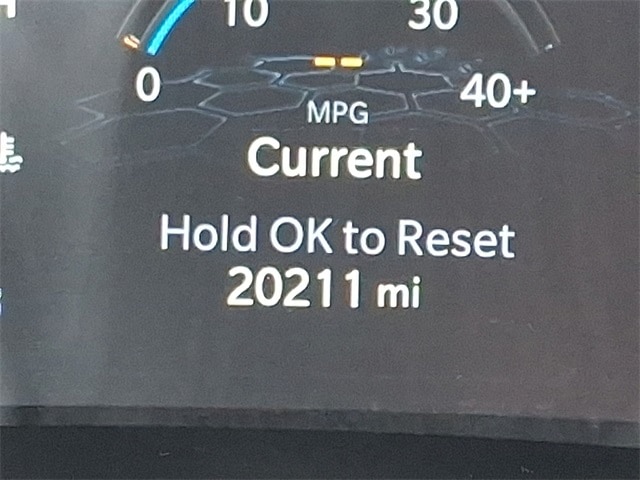 10 30
0 40+
--
MPG
Current
Hold OK to Reset
20211 mi